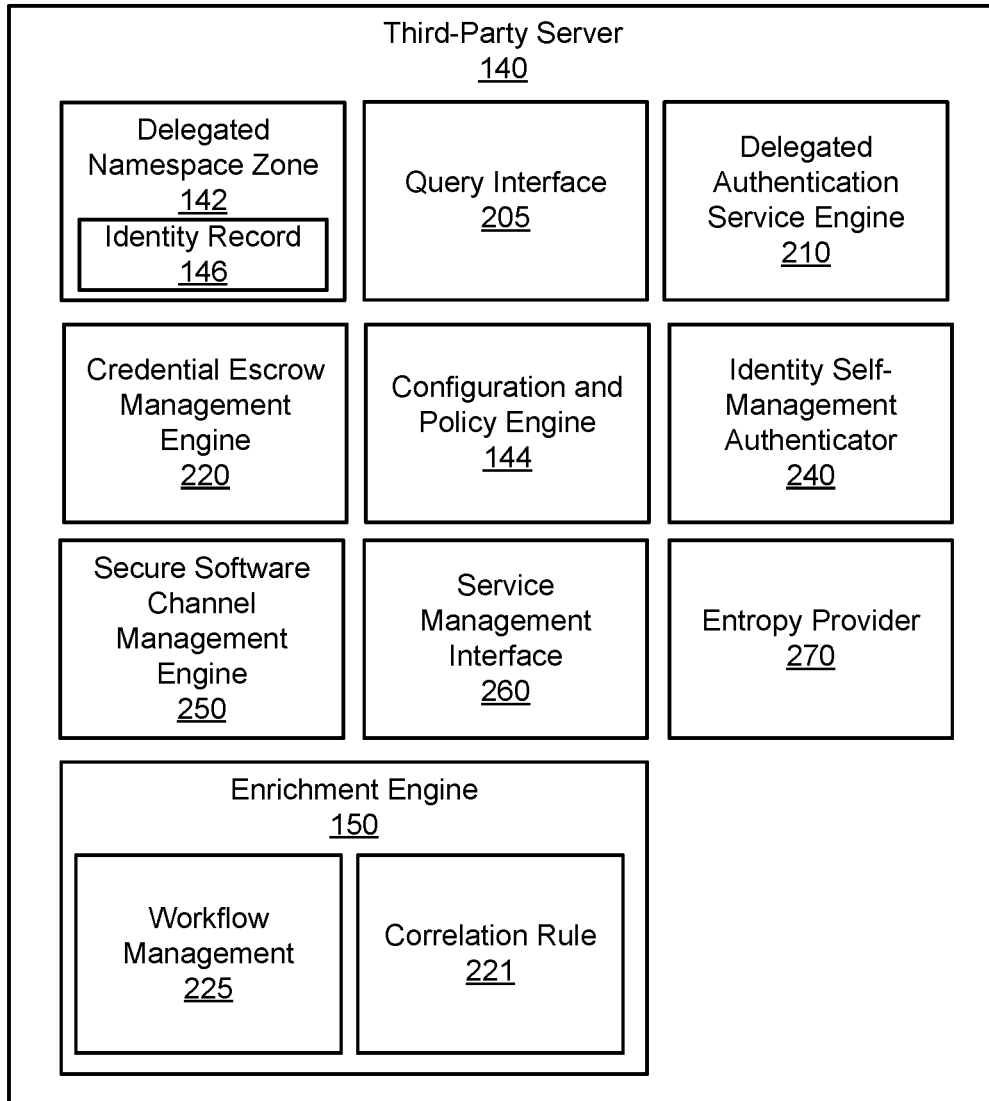 Third-Party Server
140
Delegated
Namespace Zone
142
Identity Record
146
Query Interface
205
Delegated
Authentication
Service Engine
210
Credential Escrow
Management
Engine
220
Configuration and
Policy Engine
144
Identity Self-
Management
Authenticator
240
Secure Software
Channel
Management
Engine
250
Service
Management
Interface
260
Entropy Provider
270
Enrichment Engine
150
Workflow
Management
225
Correlation Rule
221